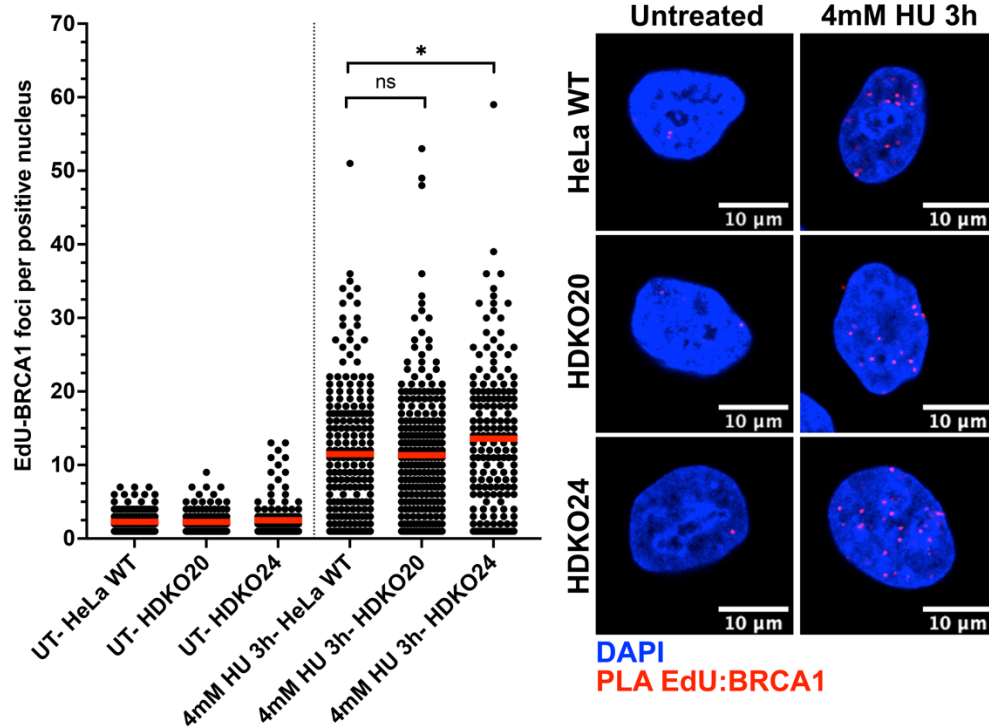 EdU-BRCA1 foci per positive nucleus
70
60
50
40
30
20
10
0
*
ns
UT- HeLa WT
UT- HDKO20
UT- HDKO24
4mM HU 3h- HeLa WT
4mM HU 3h- HDKO20
4mM HU 3h- HDKO24
Untreated
4mM HU 3h
HeLa WT
10 µm
10 µm
HDKO20
10 µm
10 µm
HDKO24
10 µm
10 µm
DAPI
PLA EdU:BRCA1